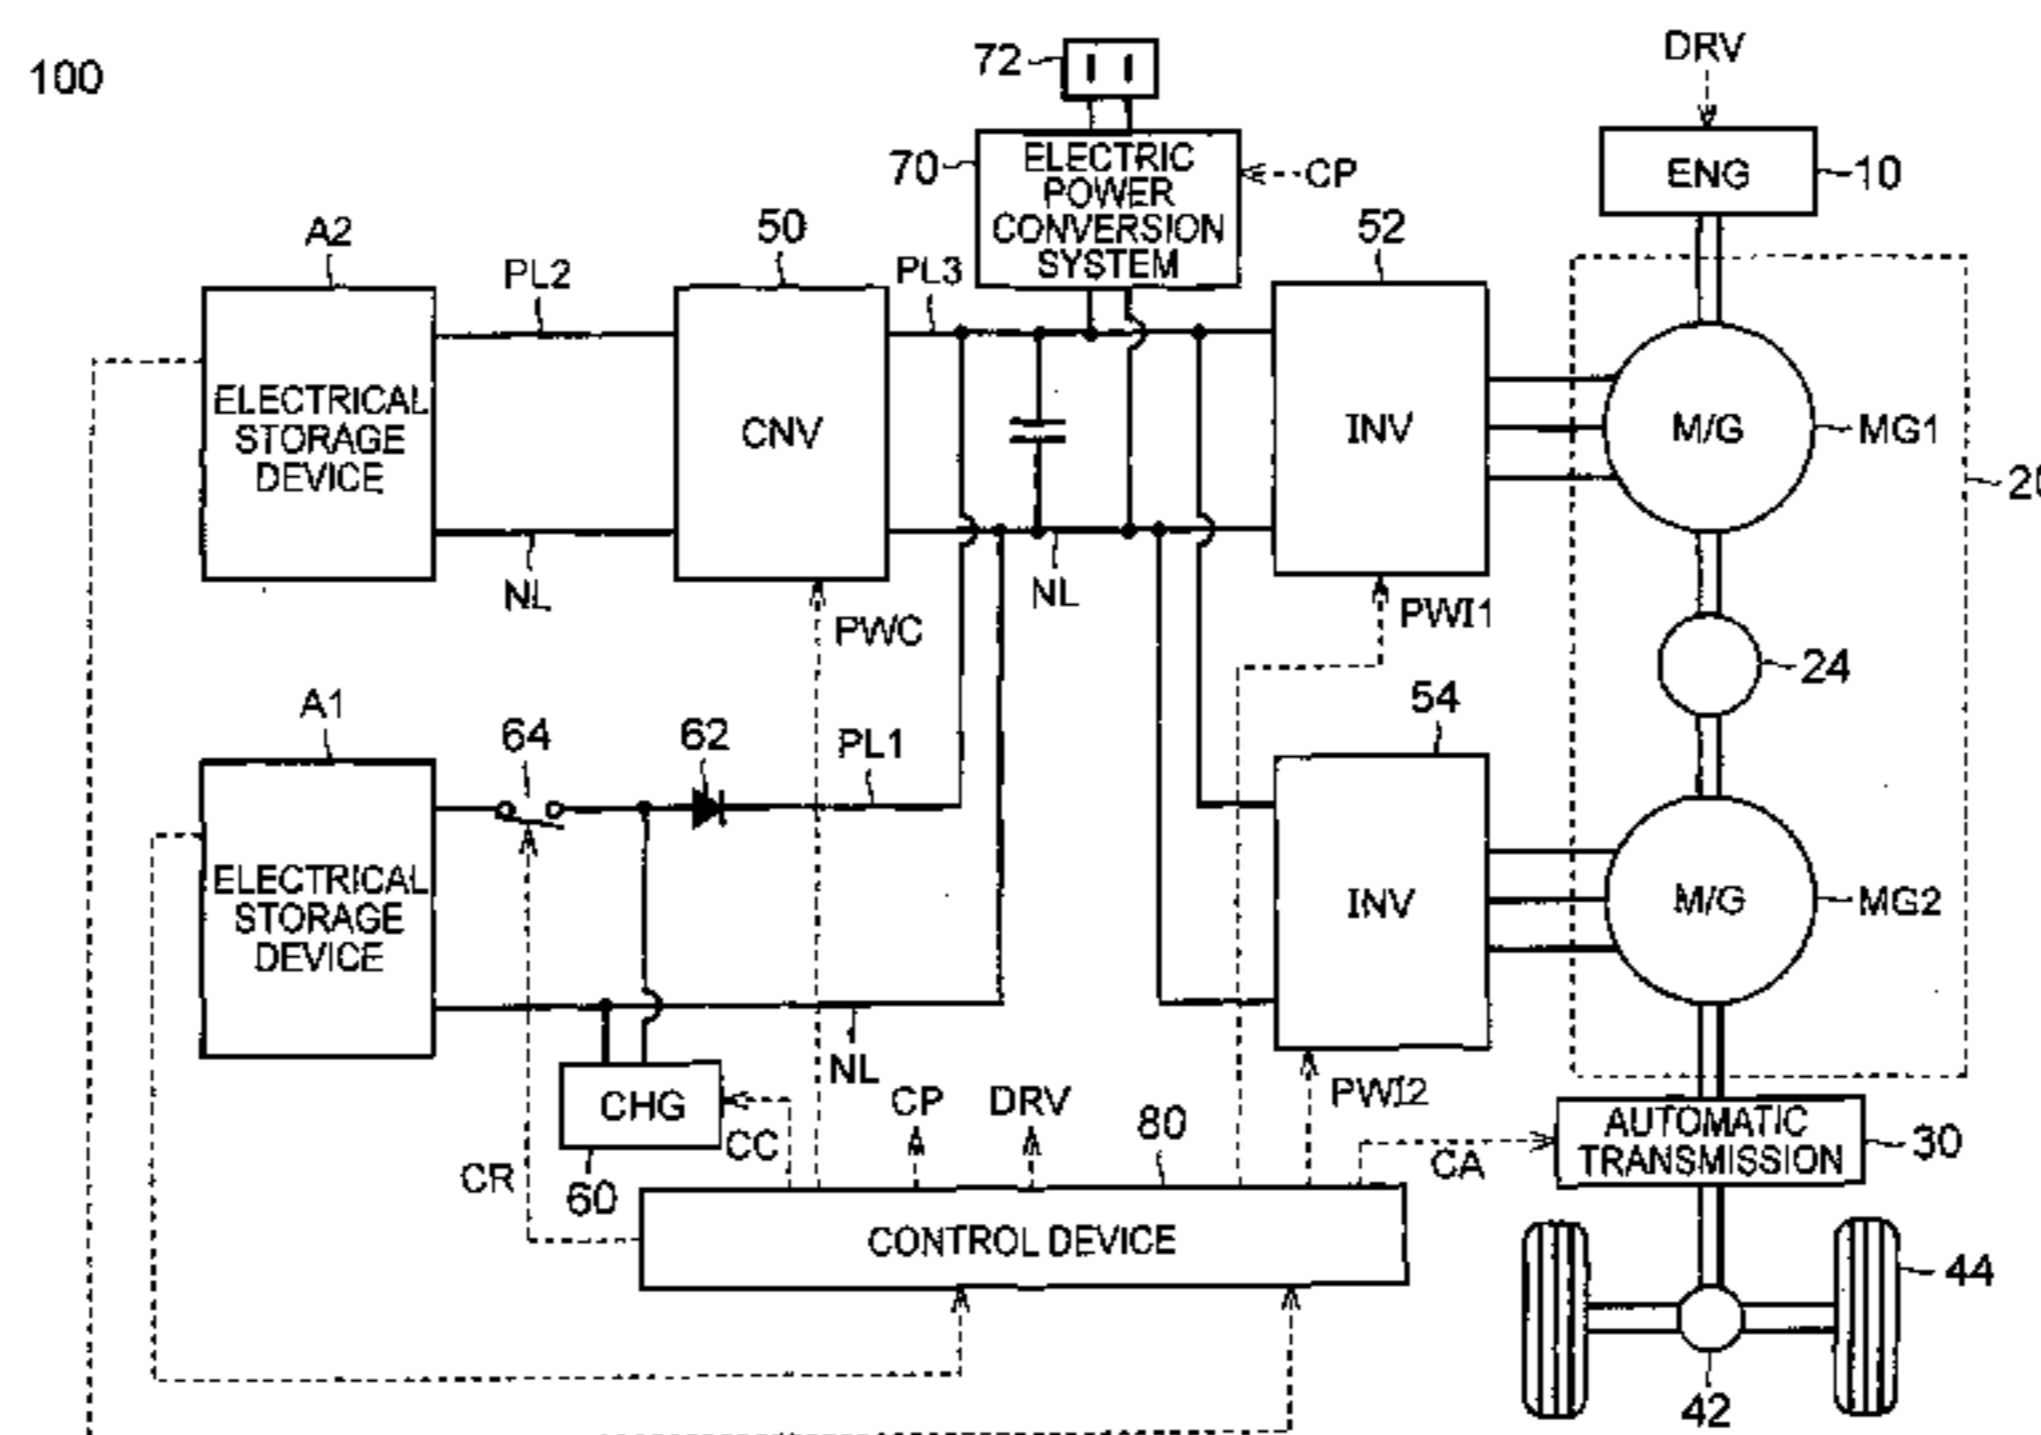 100
72
DRV
70
ELECTRIC
POWER
CONVERSION
SYSTEM
CP
ENG
10
A2
PL2
50
PL3
52
ELECTRICAL
STORAGE
DEVICE
CNV
INV
M/G
MG1
NL
PWC
NL
PWI1
24
A1
64
62
PL1
54
ELECTRICAL
STORAGE
DEVICE
INV
M/G
MG2
NL
CHG
CC
CP
DRV
80
PWI2
AUTOMATIC
TRANSMISSION
30
CA
CR
60
CONTROL DEVICE
44
42